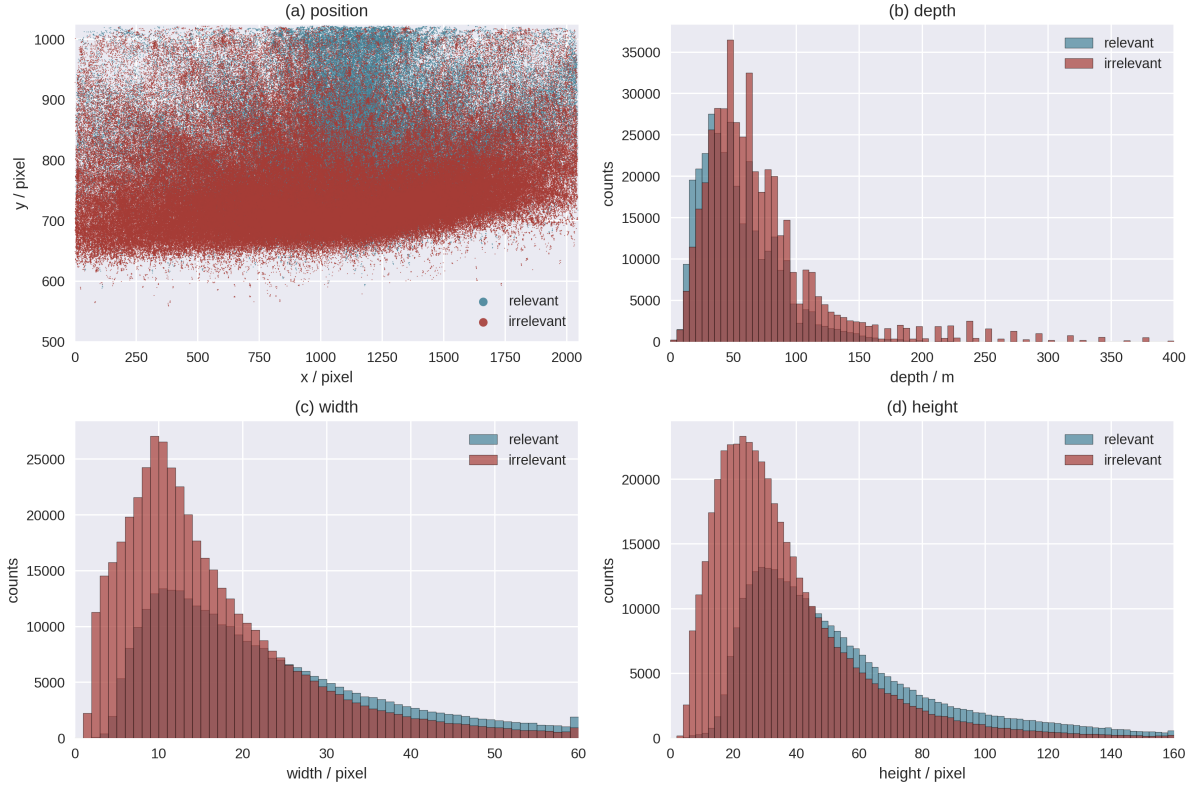 (a) position
1000
900
800
700
600
500
y / pixel
0
250
500
750
1000
1250
1500
1750
2000
x / pixel
relevant
irrelevant
(b) depth
35000
30000
25000
20000
15000
10000
5000
0
counts
0
50
100
150
200
250
300
350
400
depth / m
relevant
irrelevant
(c) width
25000
20000
15000
10000
5000
0
counts
0
10
20
30
40
50
60
width / pixel
relevant
irrelevant
(d) height
20000
15000
10000
5000
0
counts
0
20
40
60
80
100
120
140
160
height / pixel
relevant
irrelevant